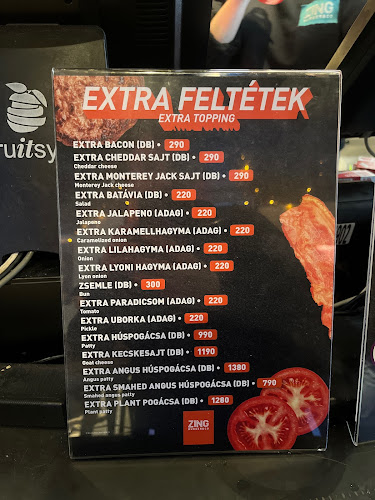 ZING
EXTRA FELTÉTEK
EXTRA TOPPING
ruitsy
EXTRA BACON (DB) • 290
EXTRA CHEDDAR SAJT (DB) • 290
Cheddar cheese
EXTRA MONTEREY JACK SAJT (DB) • 290
Monterey Jack cheese
EXTRA BATÁVIA (DB) • 220
Salad
EXTRA JALAPENO (ADAG) • 220
Jalapeno
EXTRA KARAMELLHAGYMA (ADAG) • 220
Caramelized onion
EXTRA LILAHAGYMA (ADAG) • 220
Onion
EXTRA LYONI HAGYMA (ADAG) • 220
Lyon onion
ZSEMLE (DB) • 300
Bun
EXTRA PARADICSOM (ADAG) • 220
Tomato
EXTRA UBORKA (ADAG) • 220
Pickle
EXTRA HÚSPOGÁCSA (DB) • 990
Patty
EXTRA KECSKESAJT (DB) • 1190
Goat cheese
EXTRA ANGUS HÚSPOGÁCSA (DB) • 1380
Angus patty
EXTRA SMAHED ANGUS HÚSPOGÁCSA (DB) • 790
Smahed angus patty
EXTRA PLANT POGÁCSA (DB) • 1280
Plant patty
ZING